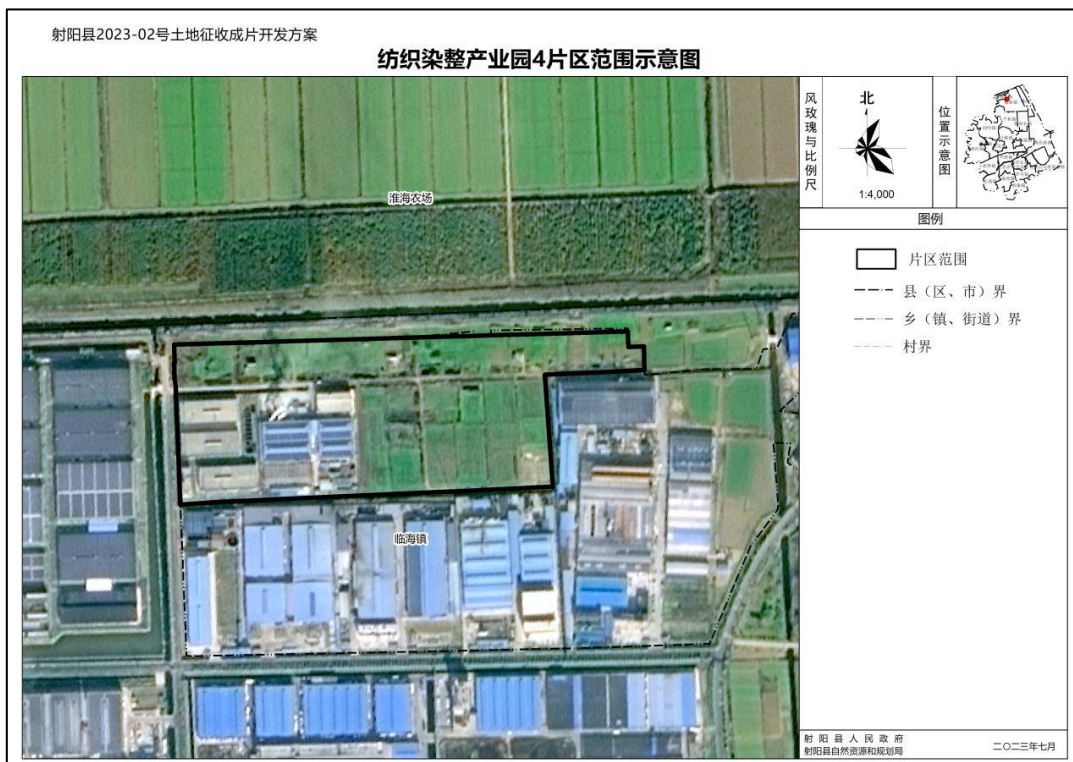 射阳县2023-02号土地征收成片开发方案
纺织染整产业园4片区范围示意图
淮海农场
临海镇
风玫瑰与比例尺
北
1:4,000
位置示意图
图例
片区范围
县（区、市）界
乡（镇、街道）界
村界
射阳县人民政府
射阳县自然资源和规划局
二〇二三年七月